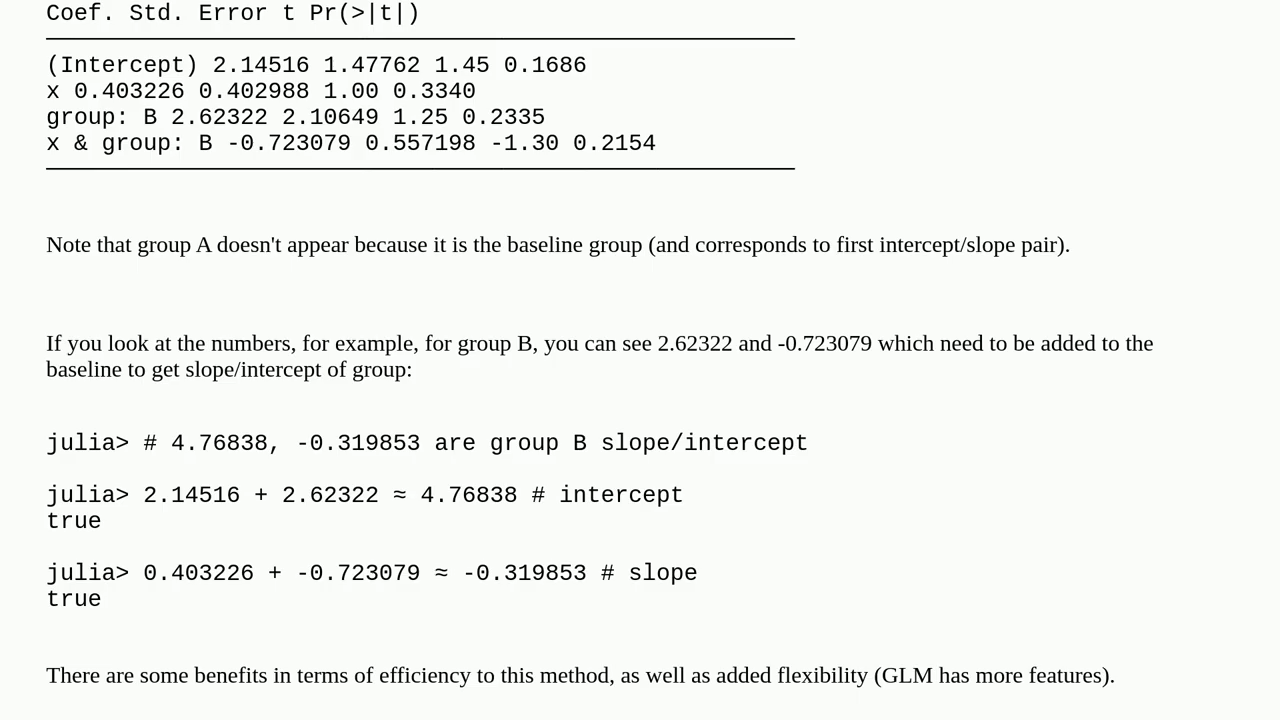 Coef. Std. Error t Pr(>|t|)
(Intercept) 2.14516 1.47762 1.45 0.1686
x 0.403226 0.402988 1.00 0.3340
group: B 2.62322 2.10649 1.25 0.2335
x & group: B -0.723079 0.557198 -1.30 0.2154
Note that group A doesn't appear because it is the baseline group (and corresponds to first intercept/slope pair).
If you look at the numbers, for example, for group B, you can see 2.62322 and -0.723079 which need to be added to the
baseline to get slope/intercept of group:
julia> # 4.76838, -0.319853 are group B slope/intercept
julia> 2.14516 + 2.62322 ≈ 4.76838 # intercept
true
julia> 0.403226 + -0.723079 ≈ -0.319853 # slope
true
There are some benefits in terms of efficiency to this method, as well as added flexibility (GLM has more features).